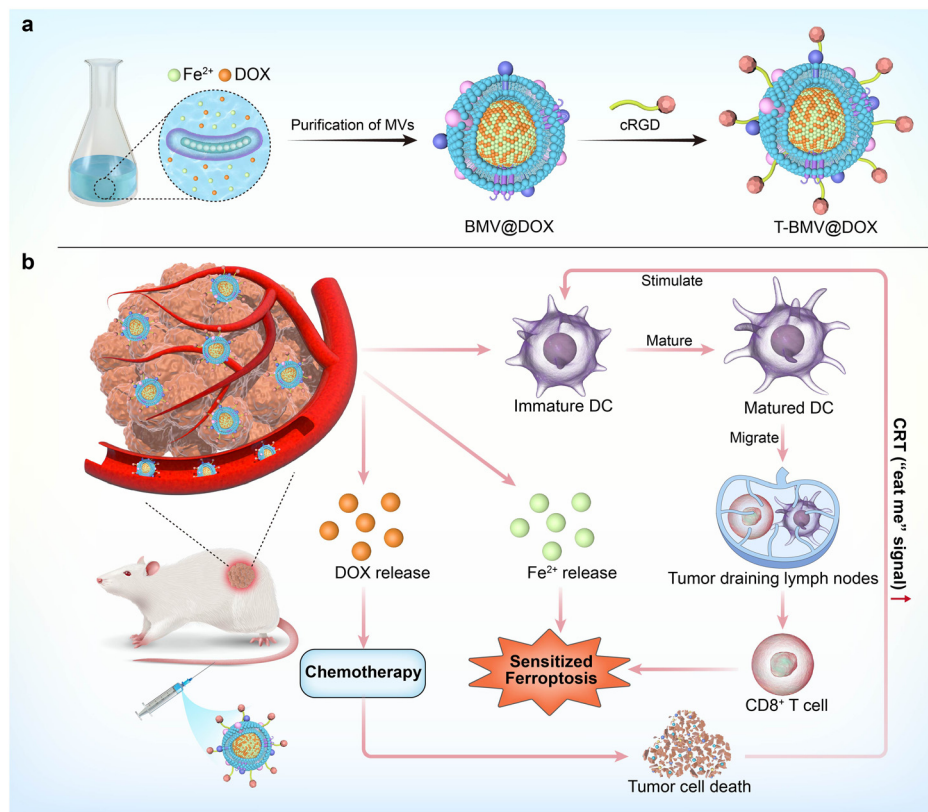 a
Fe²⁺ DOX
Purification of MVs
cRGD
BMV@DOX
T-BMV@DOX
b
Stimulate
Mature
Immature DC
Matured DC
Migrate
CRT ("eat me" signal) ↑
DOX release
Fe²⁺ release
Tumor draining lymph nodes
Chemotherapy
Sensitized
Ferroptosis
CD8⁺ T cell
Tumor cell death